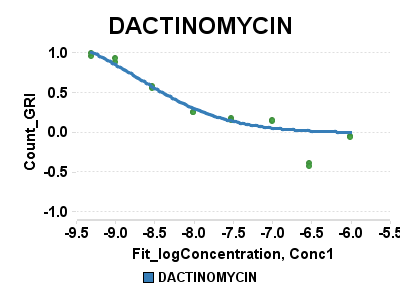 DACTINOMYCIN
Count_GRI
1.0
0.5
0.0
-0.5
-1.0
-9.5 -9.0 -8.5 -8.0 -7.5 -7.0 -6.5 -6.0 -5.5
Fit_logConcentration, Conc1
DACTINOMYCIN